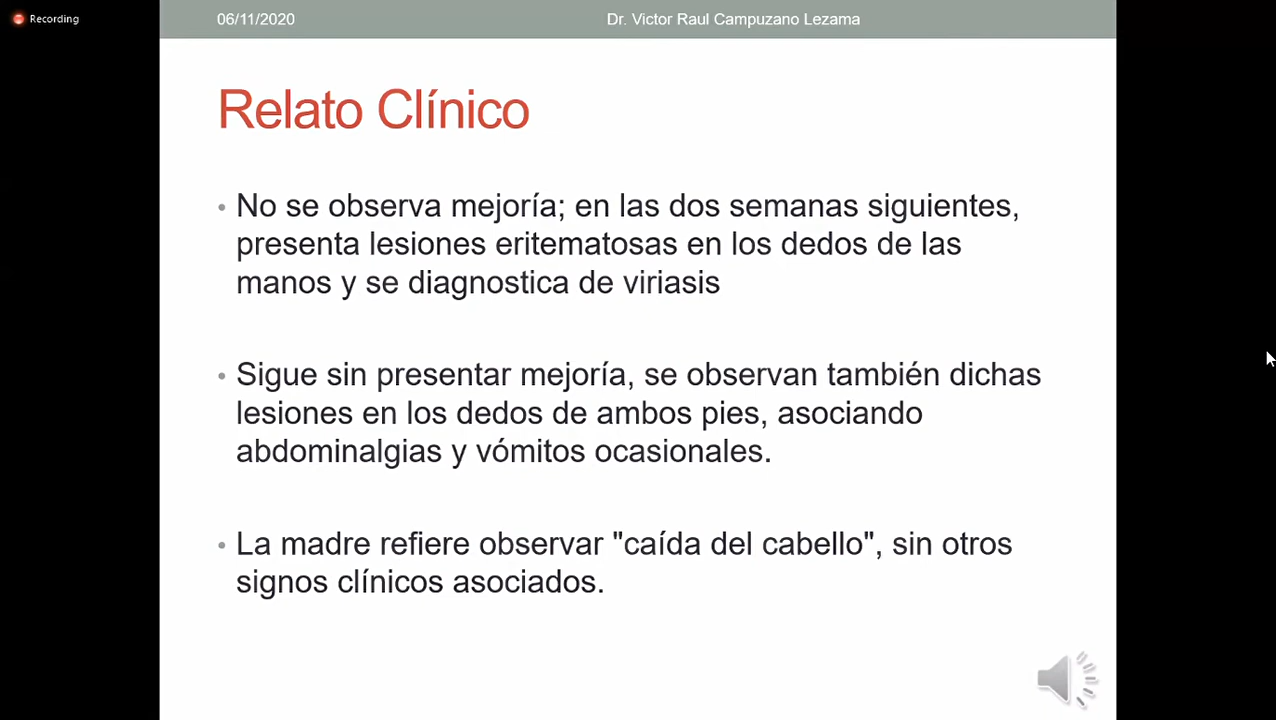 Recording
06/11/2020
Dr. Victor Raul Campuzano Lezama
Relato Clínico
• No se observa mejoría; en las dos semanas siguientes,
presenta lesiones eritematosas en los dedos de las
manos y se diagnostica de viriasis
• Sigue sin presentar mejoría, se observan también dichas
lesiones en los dedos de ambos pies, asociando
abdominalgias y vómitos ocasionales.
• La madre refiere observar "caída del cabello", sin otros
signos clínicos asociados.